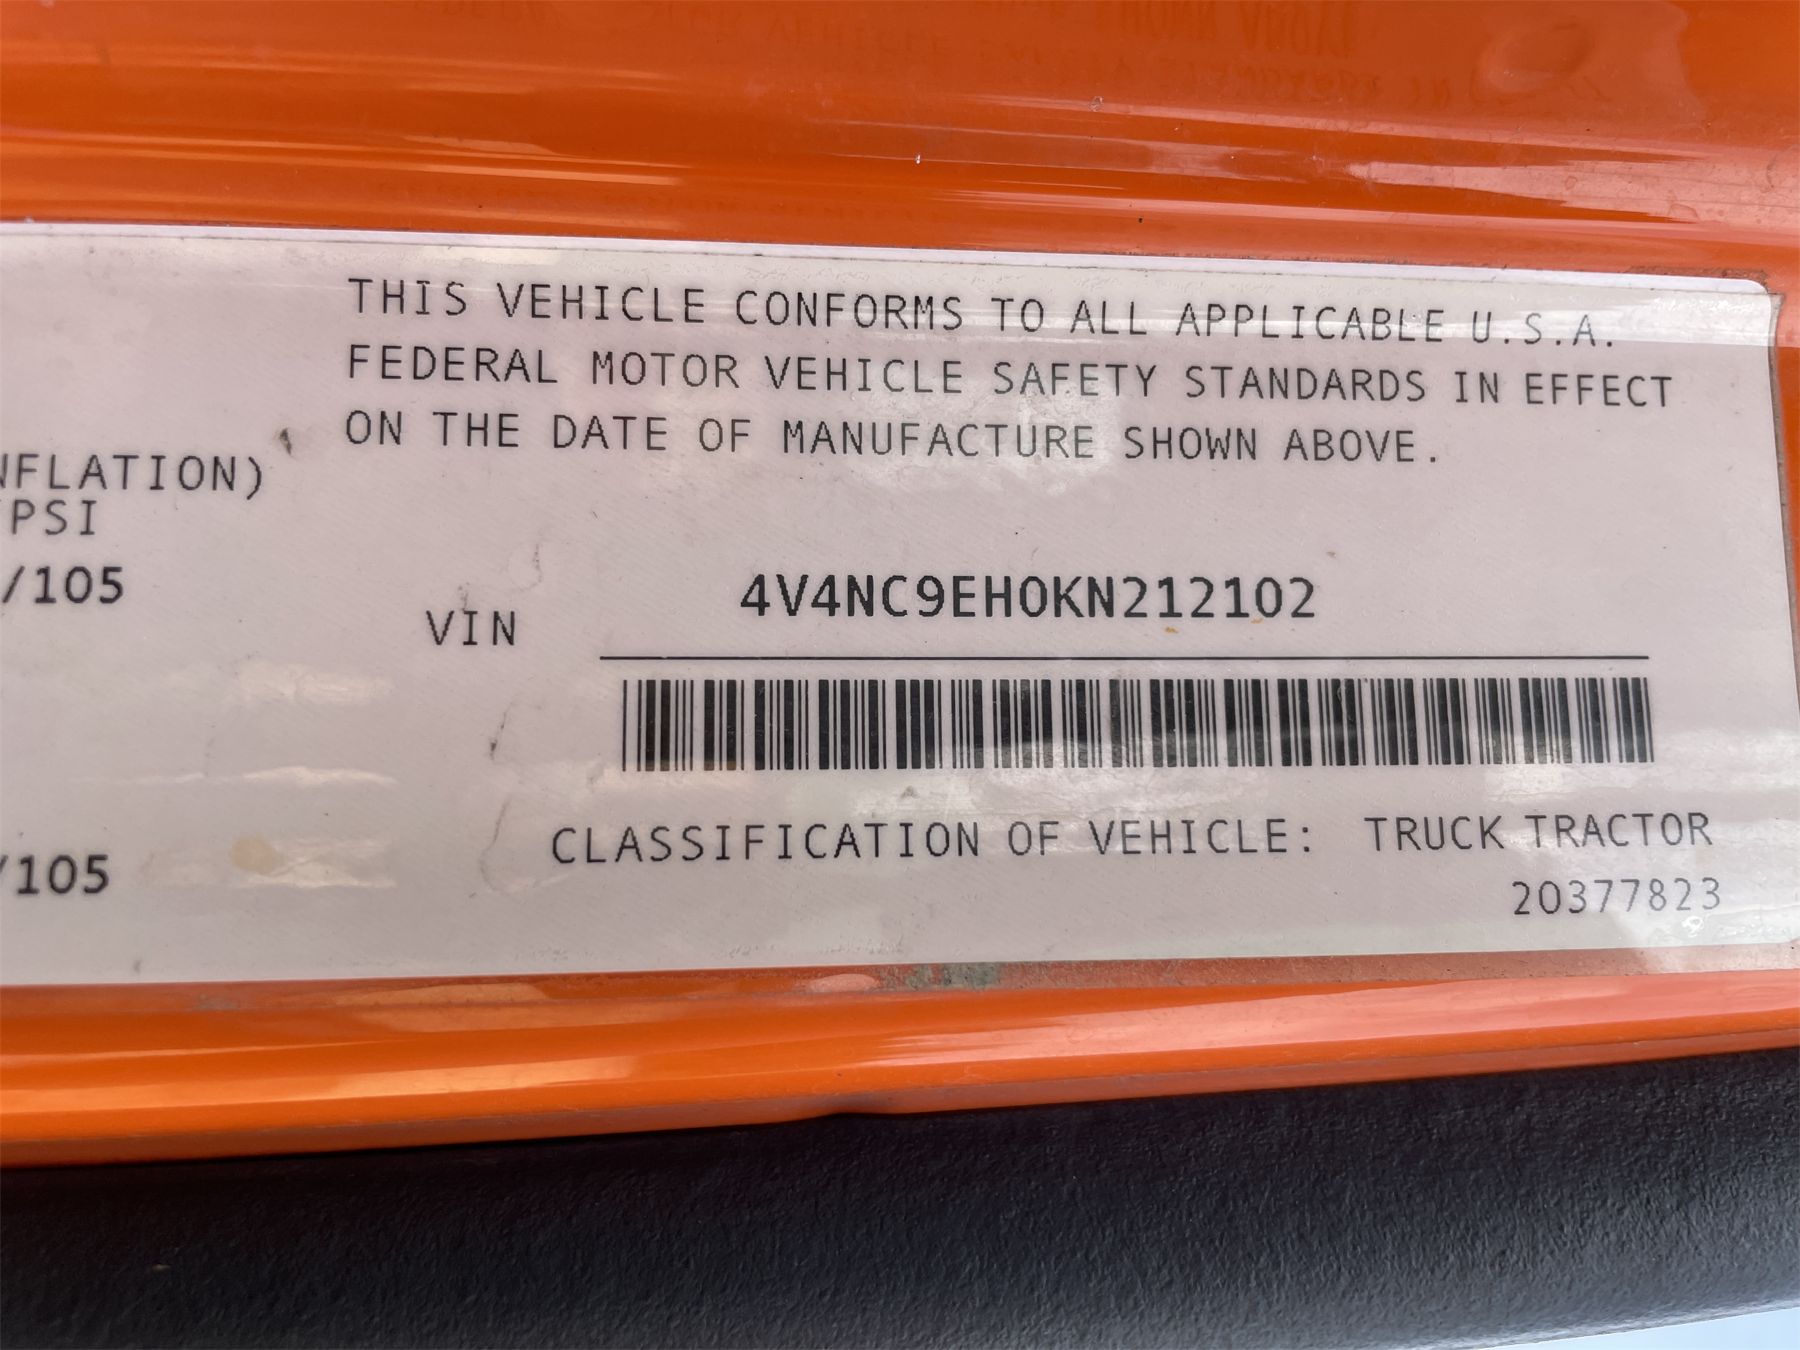 THIS VEHICLE CONFORMS TO ALL APPLICABLE U.S.A.
FEDERAL MOTOR VEHICLE SAFETY STANDARDS IN EFFECT
ON THE DATE OF MANUFACTURE SHOWN ABOVE.
NFLATION)
/PSI
/105
VIN 4V4NC9EH0KN212102
CLASSIFICATION OF VEHICLE: TRUCK TRACTOR
/105
20377823